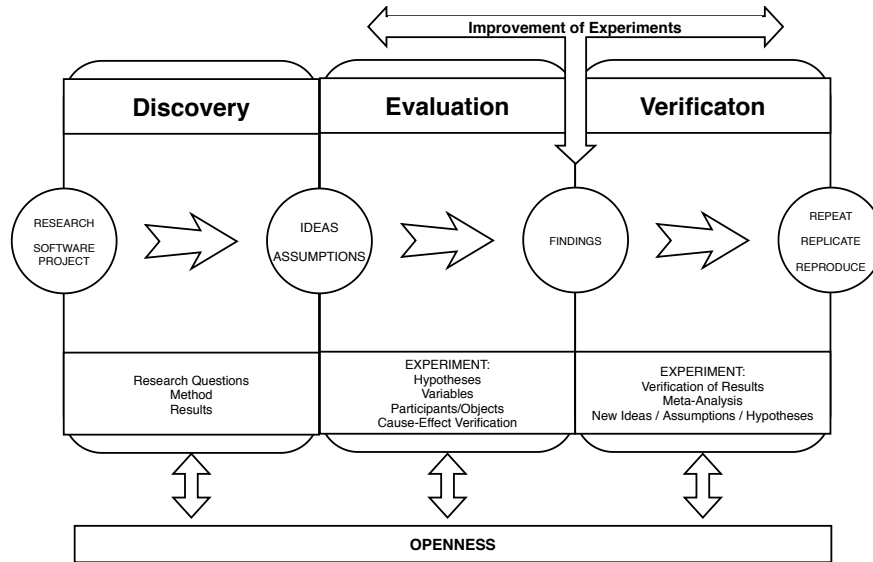 Improvement of Experiments
Discovery
Evaluation
Verificaton
RESEARCH
SOFTWARE
PROJECT
IDEAS
ASSUMPTIONS
FINDINGS
REPEAT
REPLICATE
REPRODUCE
Research Questions
Method
Results
EXPERIMENT:
Hypotheses
Variables
Participants/Objects
Cause-Effect Verification
EXPERIMENT:
Verification of Results
Meta-Analysis
New Ideas / Assumptions / Hypotheses
OPENNESS